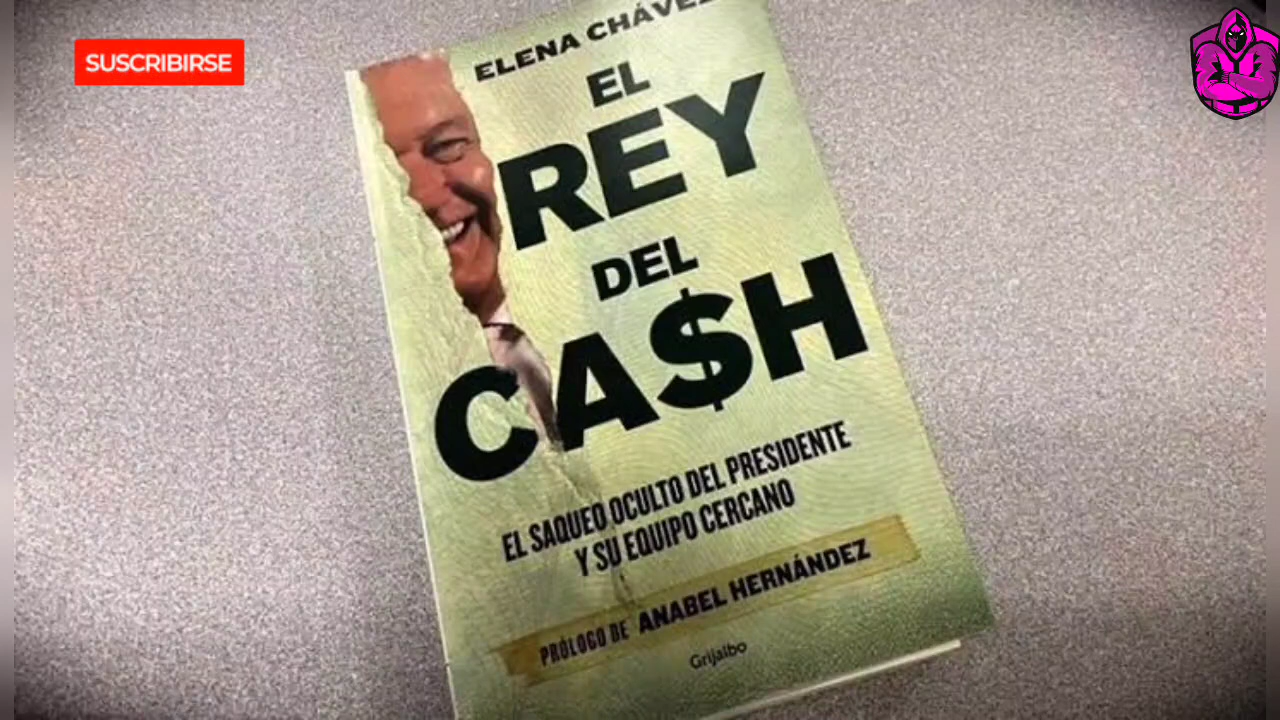 SUSCRIBIRSE
ELENA CHÁVEZ
EL
REY
DEL
CA$H
EL SAQUEO OCULTO DEL PRESIDENTE
Y SU EQUIPO CERCANO
PRÓLOGO DE ANABEL HERNÁNDEZ
Grijalbo